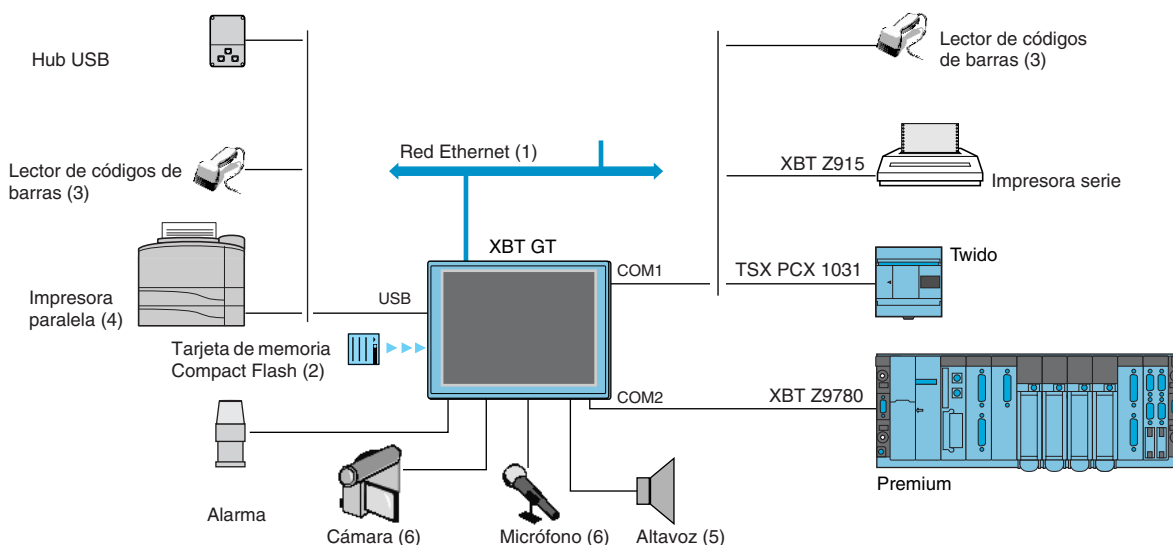 Hub USB
Lector de códigos
de barras (3)
Red Ethernet (1)
Lector de códigos de
barras (3)
XBT Z915
Impresora serie
XBT GT
Twido
COM1
TSX PCX 1031
USB
Impresora
paralela (4)
Tarjeta de memoria
Compact Flash (2)
COM2
XBT Z9780
Premium
Alarma
Cámara (6)
Micrófono (6)
Altavoz (5)